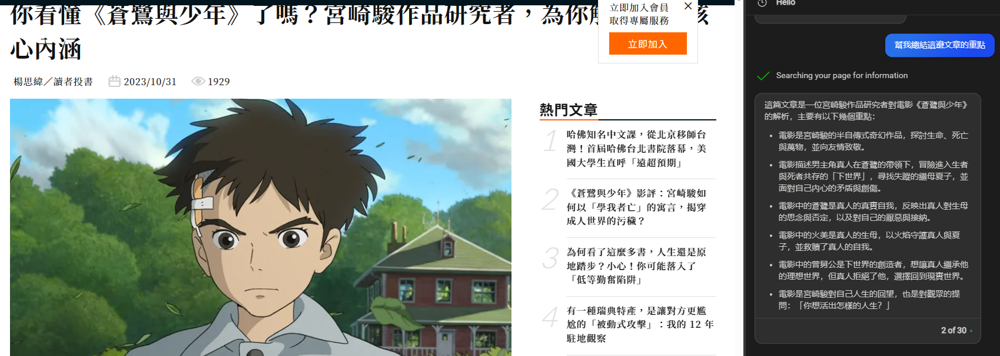 你看懂《蒼鷺與少年》了嗎？宮崎駿作品研究者，為你解
心內涵
楊思緯／讀者投書 2023/10/31 1929
立即加入會員
取得專屬服務
立即加入
熱門文章
1
哈佛知名中文課，從北京移師台
灣！首屆哈佛台北書院落幕，美
國大學生直呼「遠超預期」
2
《蒼鷺與少年》影評：宮崎駿如
何以「學我者亡」的寓言，揭穿
成人世界的污穢？
3
為何看了這麼多書，人生還是原
地踏步？小心！你可能落入了
「低等勤奮陷阱」
4
有一種瑞典特產，是讓對方更尷
尬的「被動式攻擊」：我的 12 年
駐地觀察
Hello
幫我總結這邊文章的重點
Searching your page for information
這篇文章是一位宮崎駿作品研究者對電影《蒼鷺與少年》
的解析，主要有以下幾個重點：
• 電影是宮崎駿的半自傳式奇幻作品，探討生命、死亡
與萬物，並向友情致敬。
• 電影描述男主角真人在蒼鷺的帶領下，冒險進入生者
與死者共存的「下世界」，尋找失蹤的繼母夏子，並
面對自己內心的矛盾與創傷。
• 電影中的蒼鷺是真人的真實自我，反映出真人對生母
的思念與否定，以及對自己的厭惡與接納。
• 電影中的火美是真人的生母，以火焰守護真人與夏
子，並救贖了真人的自我。
• 電影中的曾舅公是下世界的創造者，想讓真人繼承他
的理想世界，但真人拒絕了他，選擇回到現實世界。
• 電影是宮崎駿對自己人生的回望，也是對觀眾的提
問：「你想活出怎樣的人生？」
2 of 30